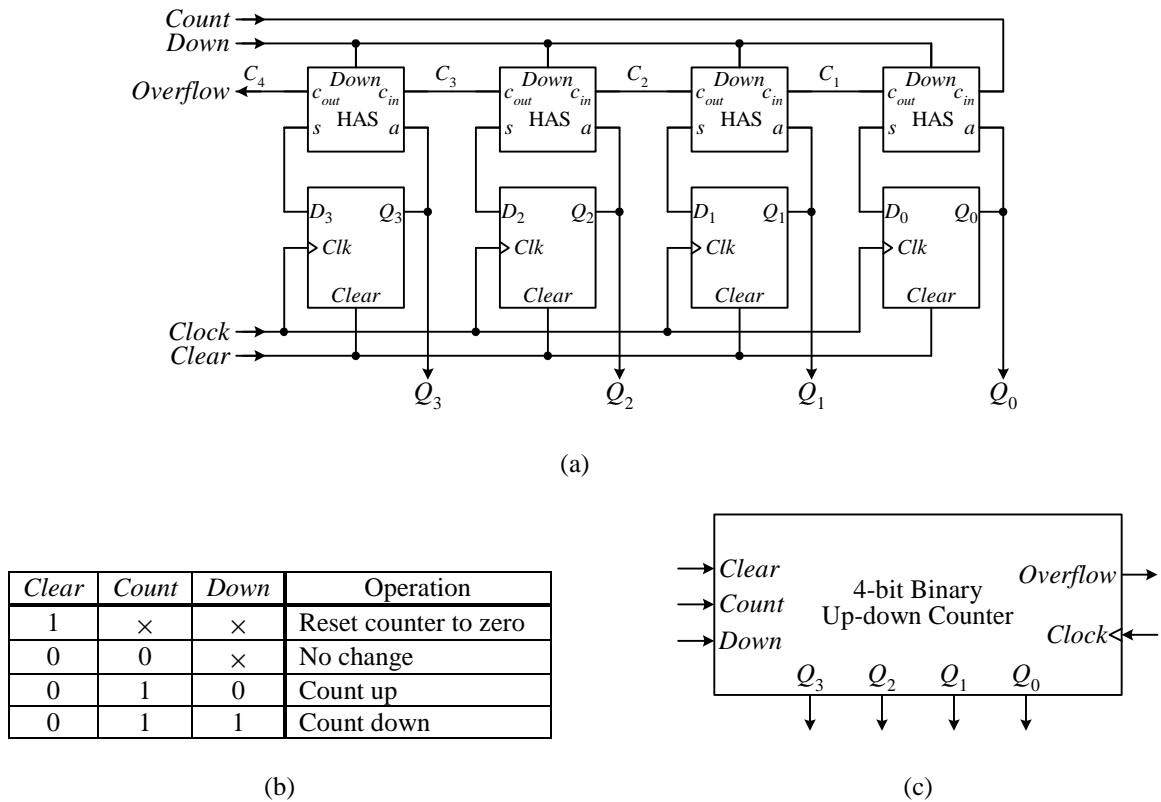 Count
Down
Overflow C4 C3 C2 C1
Down Down Down Down
cout cin cout cin cout cin cout cin
HAS HAS HAS HAS
s a s a s a s a
D3 Q3 D2 Q2 D1 Q1 D0 Q0
Clk Clk Clk Clk
Clear Clear Clear Clear
Clock
Clear
Q3 Q2 Q1 Q0
(a)
Clear Count Down Operation
1 × × Reset counter to zero
0 0 × No change
0 1 0 Count up
0 1 1 Count down
(b)
Clear
Count
Down
4-bit Binary
Up-down Counter
Overflow
Clock
Q3 Q2 Q1 Q0
(c)